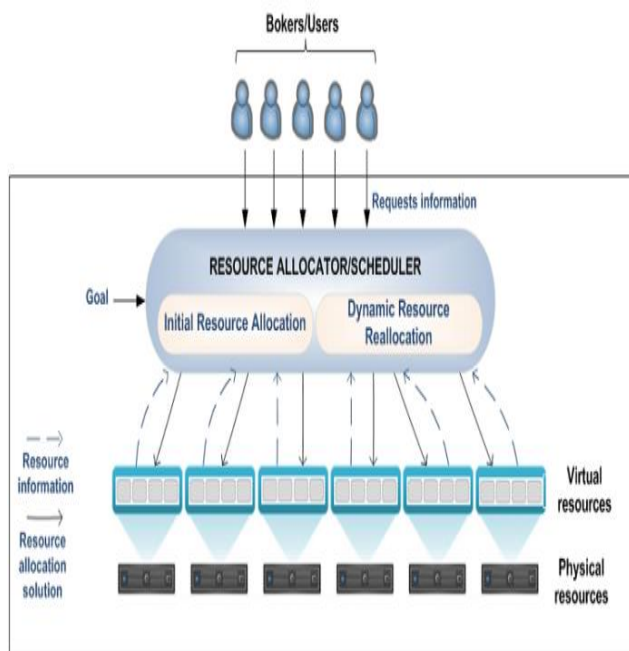 Bokers/Users
Requests information
RESOURCE ALLOCATOR/SCHEDULER
Goal
Initial Resource Allocation
Dynamic Resource
Reallocation
Resource
information
Virtual
resources
Resource
allocation
solution
Physical
resources